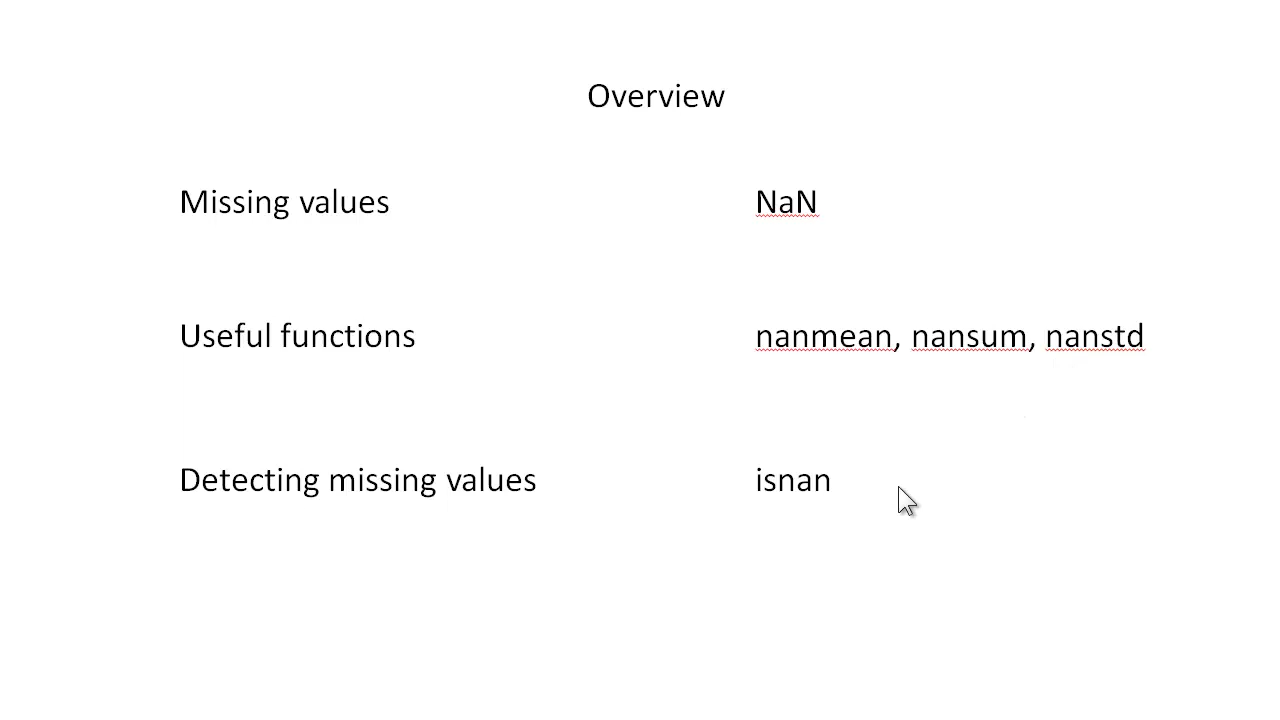 Overview
Missing values NaN
Useful functions nanmean, nansum, nanstd
Detecting missing values isnan